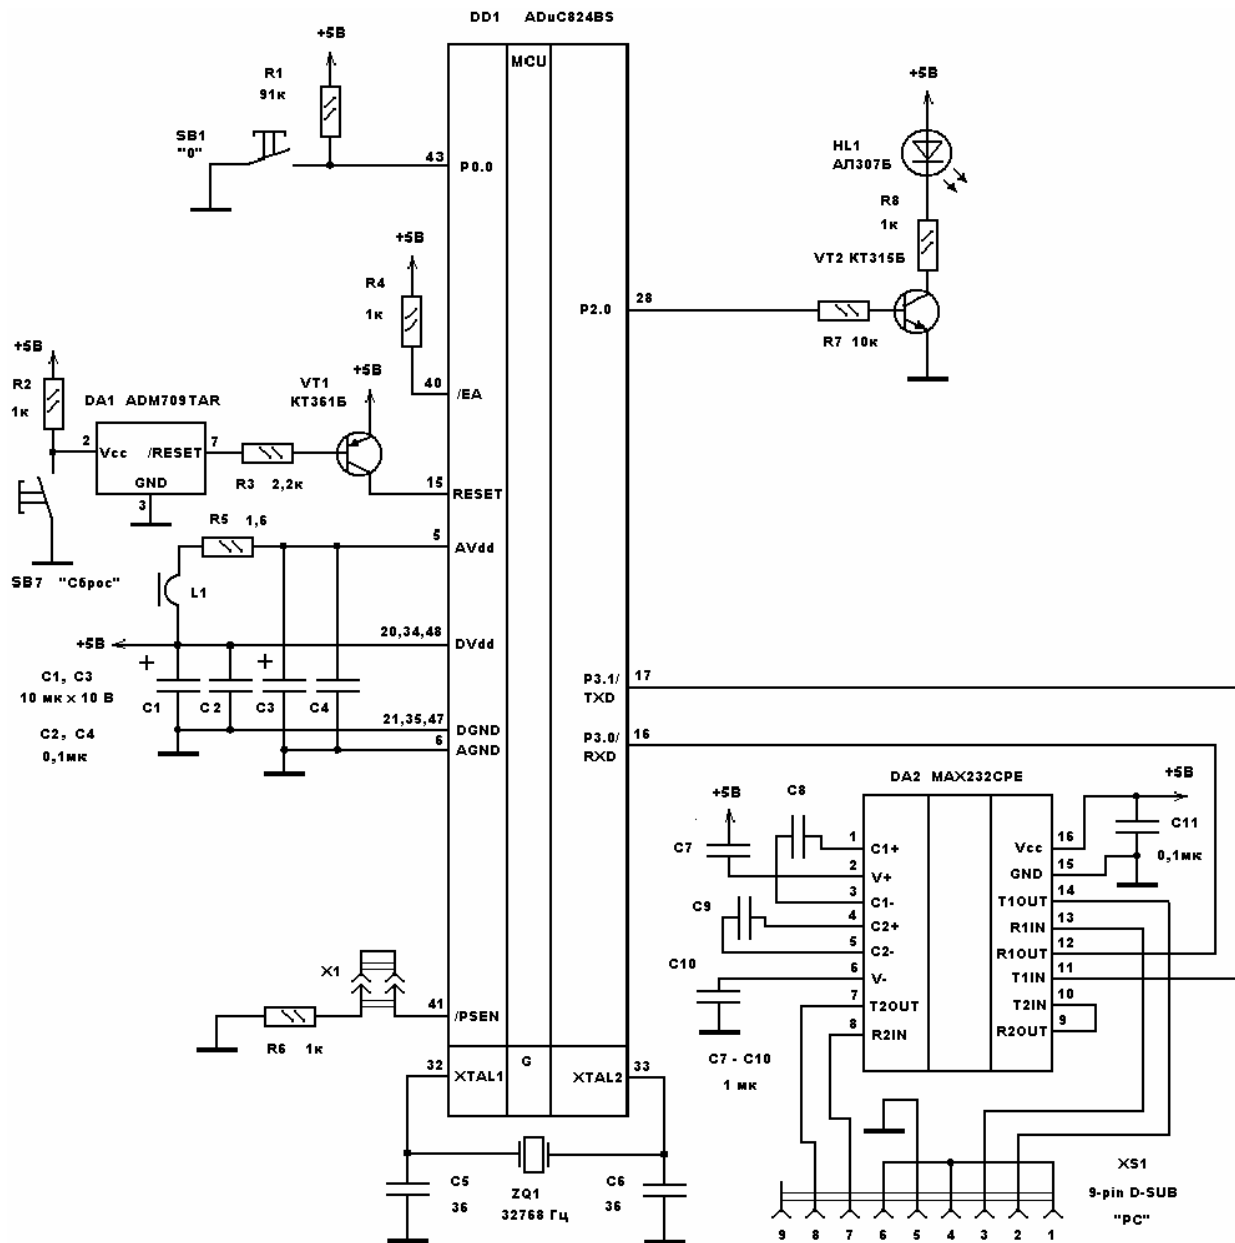 DD1 ADuC824BS
MCU
+5В
R1
91к
SB1
"0"
43
P0.0
+5В
HL1
АЛ307Б
R8
1к
VT2 КТ315Б
28
P2.0
R7 10к
+5В
R4
1к
40
/EA
+5В
R2
1к
DA1 ADM709TAR
2
Vcc
/RESET
7
GND
3
R3 2,2к
VT1
КТ361Б
+5В
15
RESET
SB7 "Сброс"
R5 1,6
5
AVdd
L1
+5В
20,34,48
DVdd
+
+
C1, C3
10 мк x 10 В
C2, C4
0,1мк
C1
C2
C3
C4
21,35,47
DGND
6
AGND
P3.1/
TXD
17
P3.0/
RXD
16
DA2 MAX232CPE
+5В
C7
C8
1
C1+
2
V+
3
C1-
C9
4
C2+
5
C2-
C10
6
V-
7
T2OUT
8
R2IN
C7 - C10
1 мк
+5В
C11
0,1мк
Vcc
16
GND
15
T1OUT
14
R1IN
13
R1OUT
12
T1IN
11
T2IN
10
R2OUT
9
X1
R6 1к
41
/PSEN
32
XTAL1
G
XTAL2
33
C5
36
ZQ1
32768 Гц
C6
36
XS1
9-pin D-SUB
"PC"
9 8 7 6 5 4 3 2 1